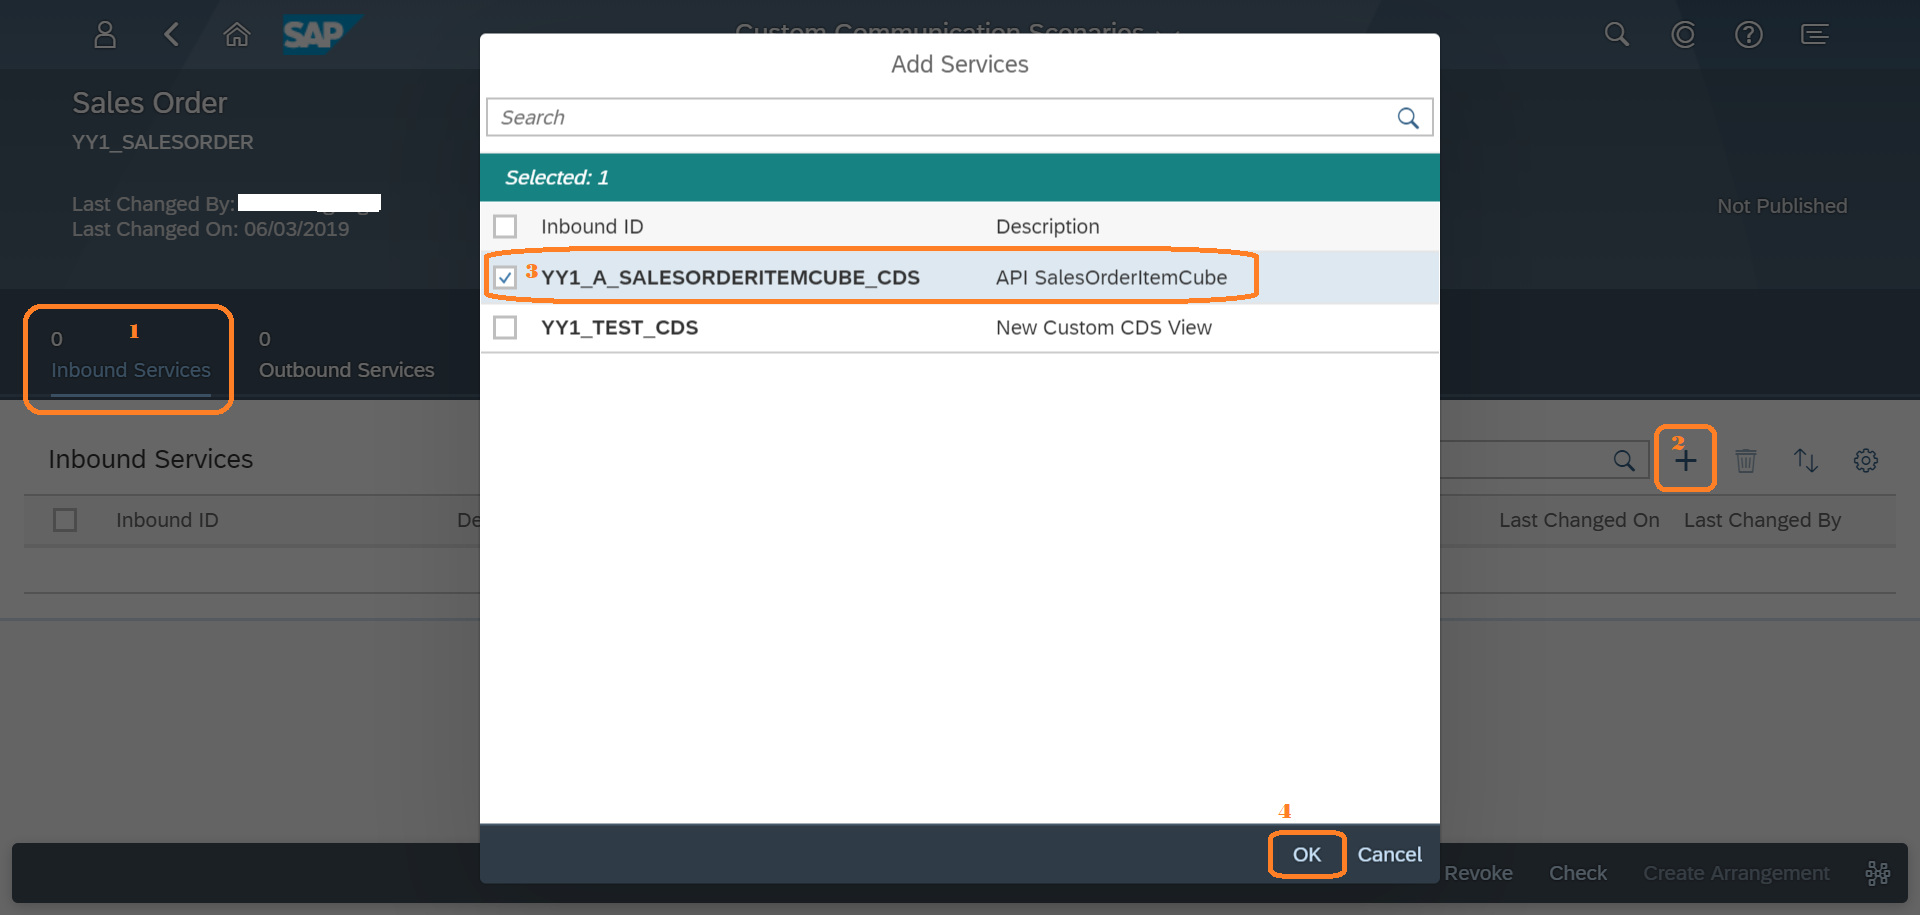 SAP
Custom Communication Scenarios
Sales Order
YY1_SALESORDER
Last Changed By:
Last Changed On: 06/03/2019
Not Published
0
1
Inbound Services
0
Outbound Services
Inbound Services
2
Inbound ID
De
Last Changed On
Last Changed By
Add Services
Search
Selected: 1
Inbound ID
Description
3
YY1_A_SALESORDERITEMCUBE_CDS
API SalesOrderItemCube
YY1_TEST_CDS
New Custom CDS View
4
OK
Cancel
Revoke
Check
Create Arrangement